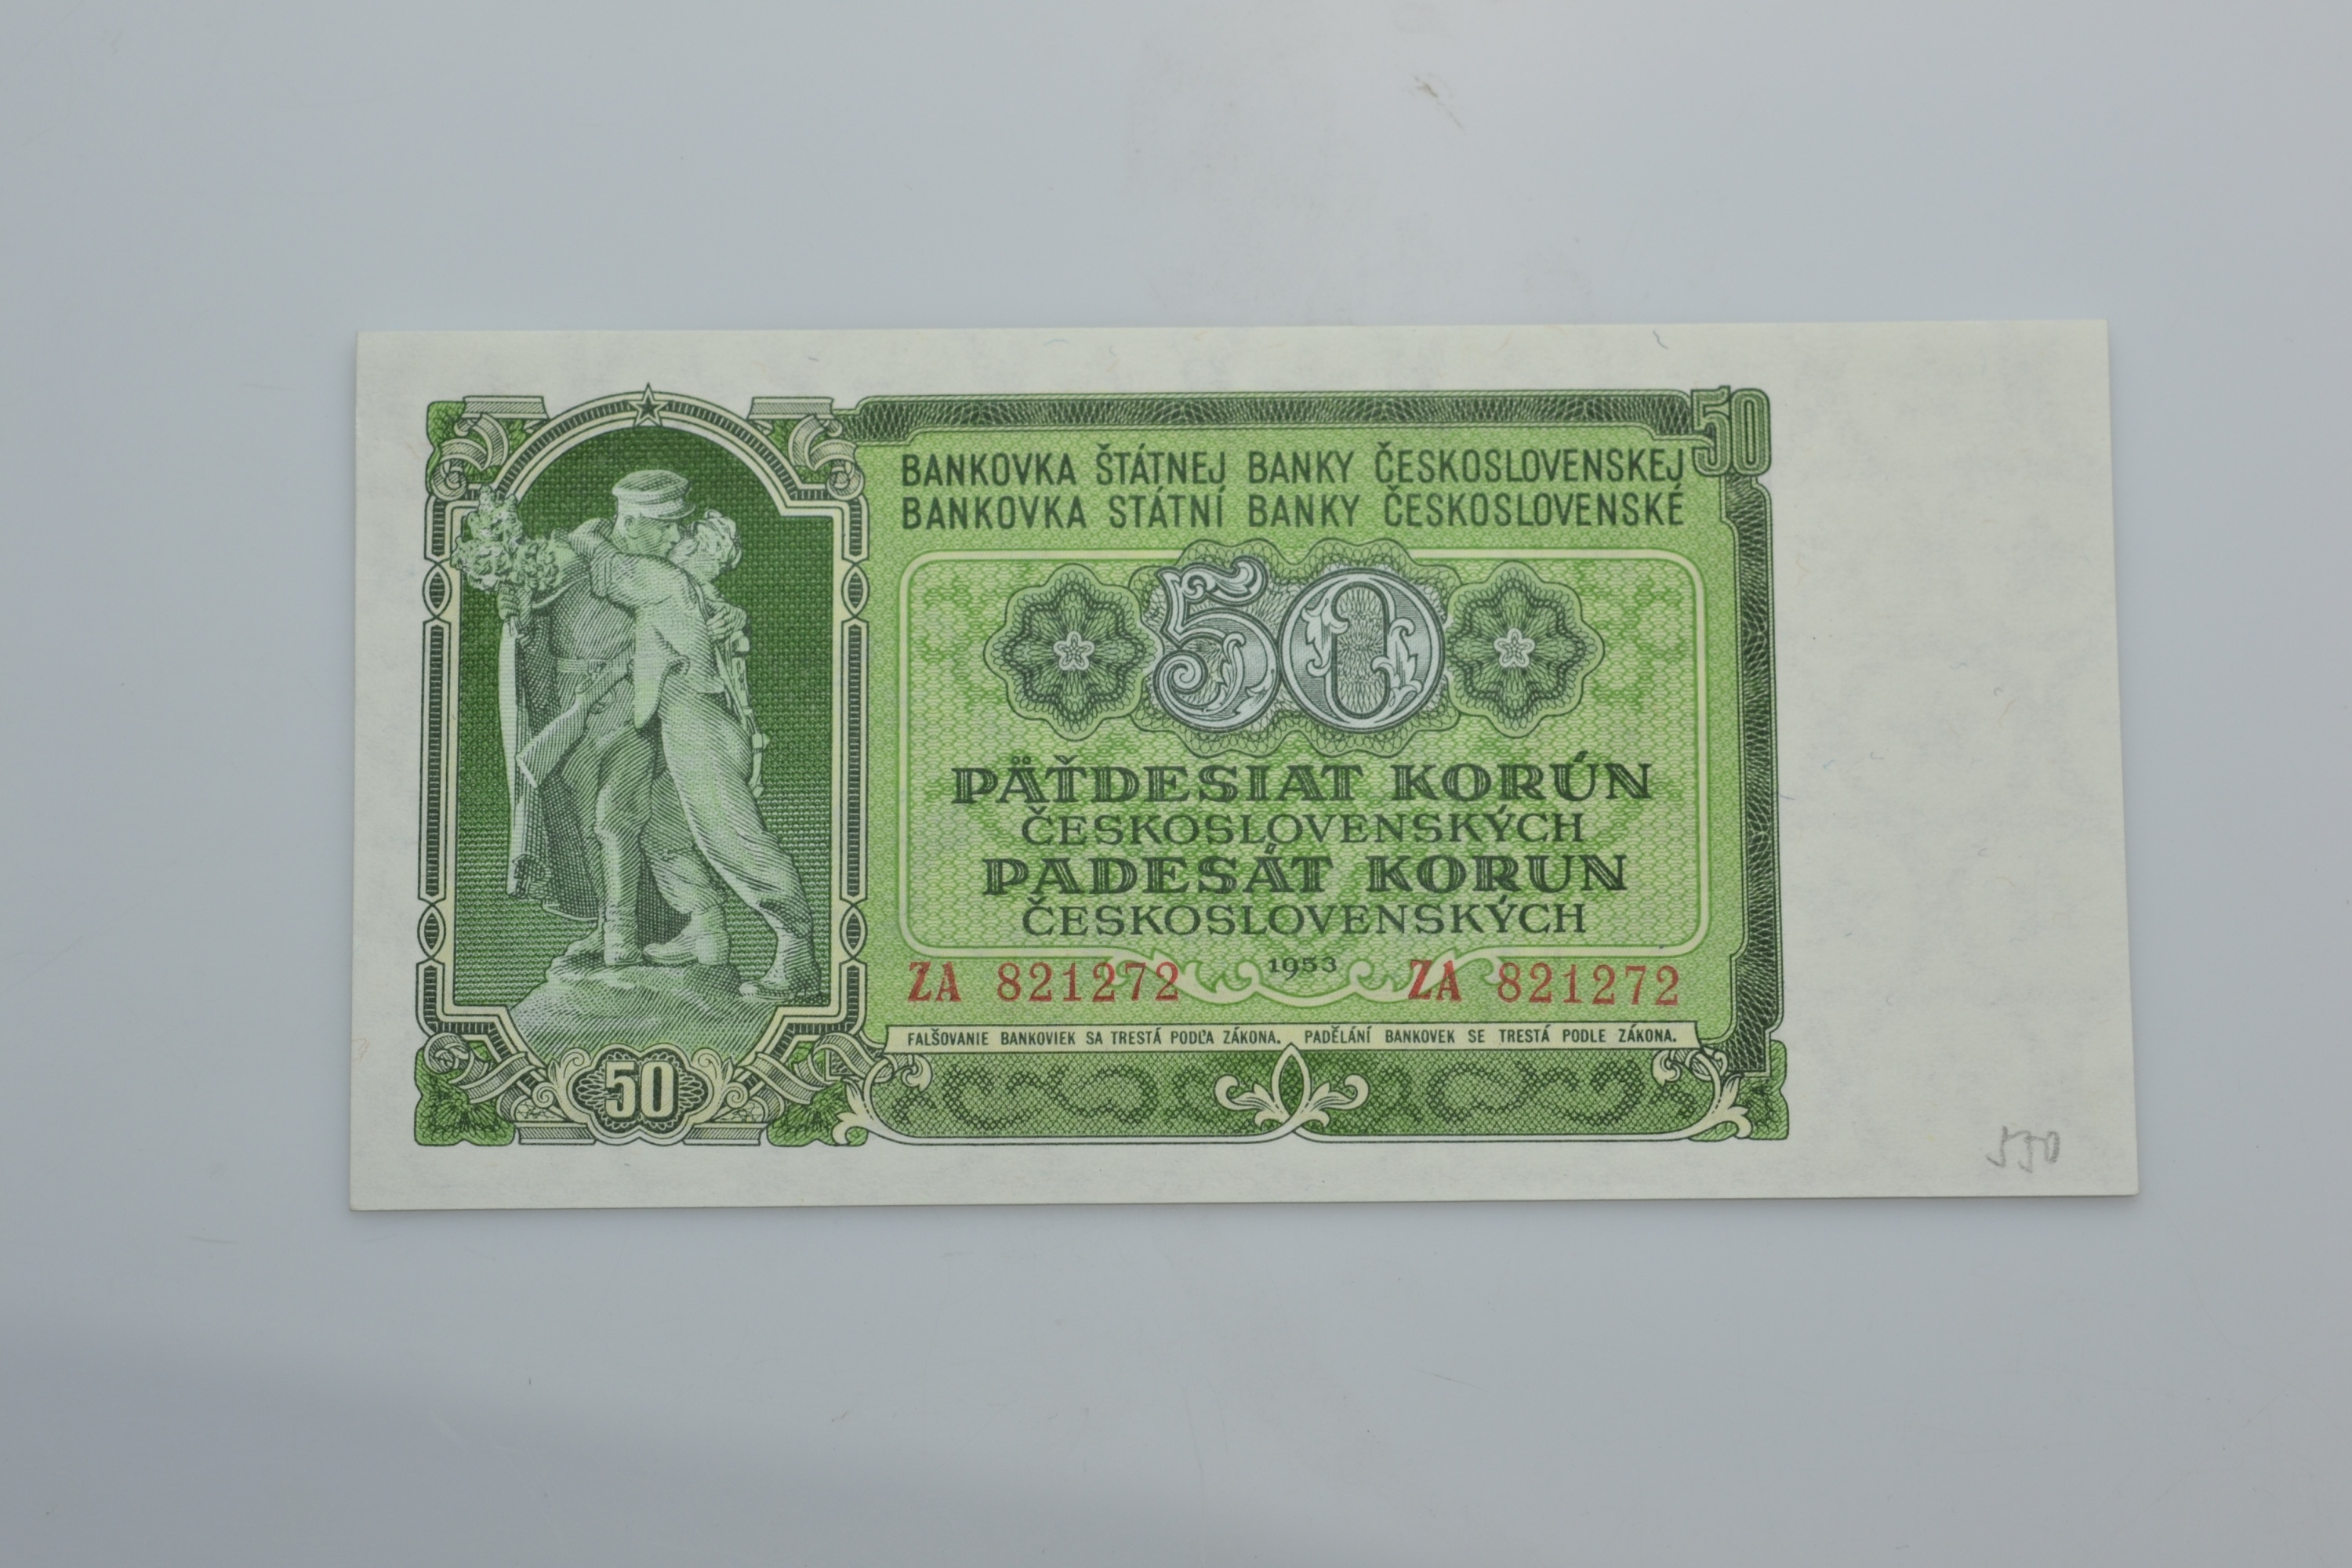 50
BANKOVKA ŠTÁTNEJ BANKY ČESKOSLOVENSKEJ
BANKOVKA STÁTNÍ BANKY ČESKOSLOVENSKÉ
50
PÄŤDESIAT KORÚN
ČESKOSLOVENSKÝCH
PADESÁT KORUN
ČESKOSLOVENSKÝCH
1953
ZA 821272 ZA 821272
FALŠOVANIE BANKOVIEK SA TRESTÁ PODĽA ZÁKONA. PADĚLÁNÍ BANKOVEK SE TRESTÁ PODLE ZÁKONA.
50
550